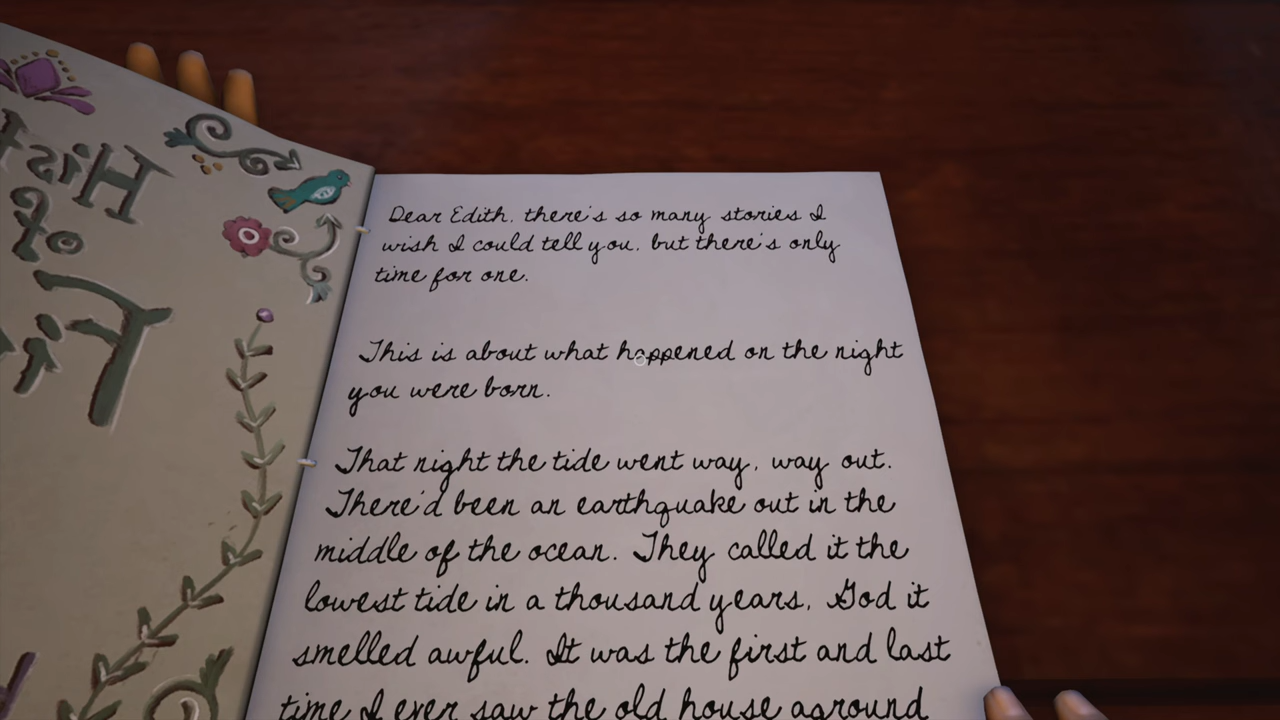 Dear Edith, there's so many stories I
wish I could tell you, but there's only
time for one.
This is about what happened on the night
you were born.
That night the tide went way, way out.
There'd been an earthquake out in the
middle of the ocean. They called it the
lowest tide in a thousand years. God it
smelled awful. It was the first and last
time I ever saw the old house aground
Hist
of
Fi